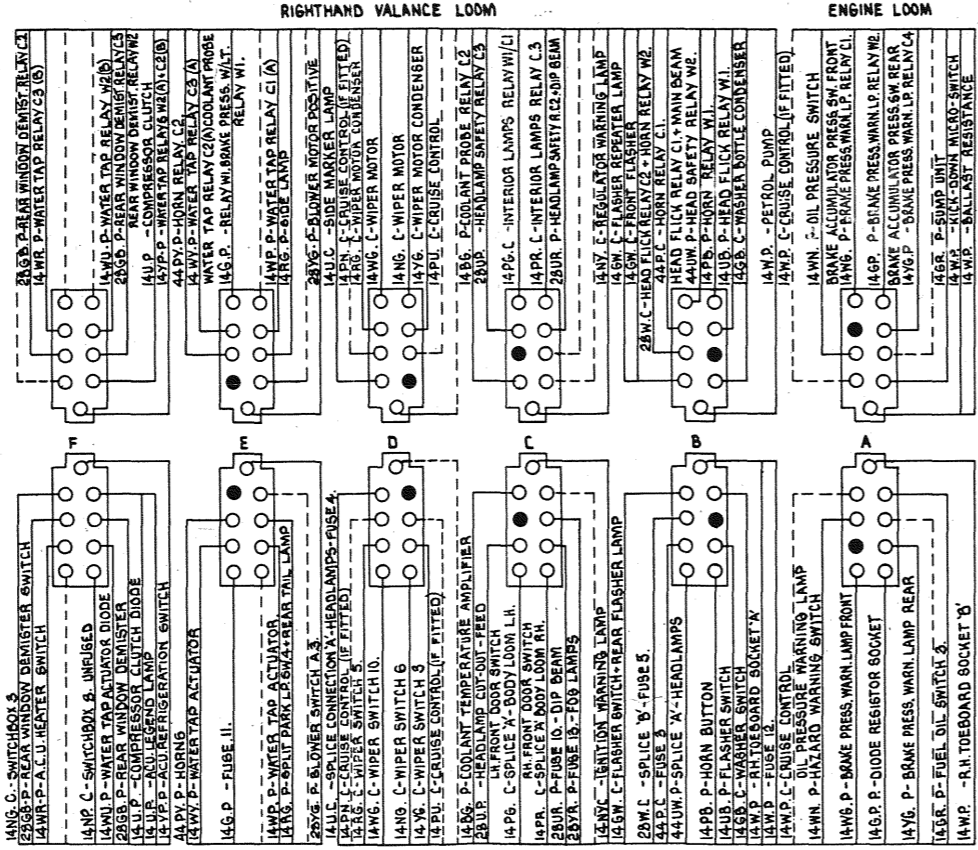 RIGHTHAND VALANCE LOOM
ENGINE LOOM
28GB. P-REAR WINDOW DEMIST. RELAY C2
14WR. P-WATER TAP RELAY C3 (B)
14WU. P-WATER TAP RELAY W2(B)
28GB. P-REAR WINDOW DEMIST RELAY C3
REAR WINDOW DEMIST. RELAY W2
14U.P -COMPRESSOR CLUTCH
14YP-WATER TAP RELAYS W2(A)+C2(B)
44PY. P-HORN RELAY C2
14WY. P-WATER TAP RELAY C3 (A)
WATER TAP RELAY C2(A)COOLANT PROBE
14G.P. -RELAY W1. BRAKE PRESS. W/LT.
RELAY W1.
14WP. P-WATER TAP RELAY C1 (A)
14RG. P-SIDE LAMP
28YG. P-BLOWER MOTOR POSITIVE
14U.C -SIDE MARKER LAMP
14PN. C-CRUISE CONTROL (IF FITTED)
14RG. C-WIPER MOTOR CONDENSER
14WG. C-WIPER MOTOR
14NG. C-WIPER MOTOR
14YG. C-WIPER MOTOR CONDENSER
14PU. C-CRUISE CONTROL
14BG. P-COOLANT PROBE RELAY C2
28UP. -HEADLAMP SAFETY RELAY C3
14PG.C -INTERIOR LAMPS RELAY W1/C1
14PR. C-INTERIOR LAMPS RELAY C.3
28UR. P-HEADLAMP SAFETY R.C2+DIP BEAM
14NY. C-REGULATOR WARNING LAMP
14GW. C-FLASHER REPEATER LAMP
14GW. C-FRONT FLASHER
28W.C-HEAD FLICK RELAY C2 + HORN RELAY W2.
44P.C -HORN RELAY C1.
HEAD FLICK RELAY C1.+MAIN BEAM
44UW. P-HEAD SAFETY RELAY W2.
14PB. P-HORN RELAY W.1.
14UB. P-HEAD FLICK RELAY W.1.
14GB. C-WASHER BOTTLE CONDENSER
14W.P. -PETROL PUMP
14W.P. C-CRUISE CONTROL (IF FITTED)
14WN. P-OIL PRESSURE SWITCH
BRAKE ACCUMULATOR PRESS SW. FRONT
14WG. P-BRAKE PRESS. WARN. LP. RELAY C1.
14GP. P-BRAKE PRESS. WARN. LP. RELAY W2.
BRAKE ACCUMULATOR PRESS. SW. REAR
14YG.P -BRAKE PRESS. WARN. LP. RELAY C4
14GR. P-SUMP UNIT
14W.P. -KICK DOWN MICRO-SWITCH
14W.P. -BALLAST RESISTANCE
F
E
D
C
B
A
14NG.C.-SWITCHBOX 5
28GB P-REAR WINDOW DEMISTER SWITCH
14WR-P-A.C.U. HEATER SWITCH
14NP. C-SWITCHBOX 8. UNFUSED
14WU. P-WATER TAP ACTUATOR DIODE
28GB. P-REAR WINDOW DEMISTER
14U.P. -COMPRESSOR CLUTCH DIODE
14U.P. -ACU. LEGEND LAMP
14YP. P-ACU. REFRIGERATION SWITCH
44PY. P-HORNS
14WY. P-WATER TAP ACTUATOR
14G.P. -FUSE 11.
14WP. P-WATER TAP ACTUATOR
14RG. P-SPLIT PARK LP.SW.4+REAR TAIL LAMP
28YG. P-BLOWER SWITCH A.3.
14U.C. -SPLICE CONNECTION 'A'-HEADLAMPS-FUSE 4.
14PN. C-CRUISE CONTROL (IF FITTED)
14RG. C-WIPER SWITCH 5.
14WG. C-WIPER SWITCH 10.
14NG. C-WIPER SWITCH 6
14YG. C-WIPER SWITCH 3
14PU. C-CRUISE CONTROL (IF FITTED)
14BG. P-COOLANT TEMPERATURE AMPLIFIER
28U.P. -HEADLAMP CUT-OUT-FEED
LH. FRONT DOOR SWITCH
14PG. C-SPLICE 'A'-BODY LOOM LH.
RH. FRONT DOOR SWITCH
14PR. C-SPLICE 'A' BODY LOOM RH.
28UR. P-FUSE 10.-DIP BEAM
28YR. P-FUSE 18.-FOG LAMPS
14NYC -IGNITION WARNING LAMP
14GW. C-FLASHER SWITCH+REAR FLASHER LAMP
28W.C -SPLICE 'B'-FUSE 5.
44P.C -FUSE 3
44UW. P-SPLICE 'A'-HEADLAMPS
14PB. P-HORN BUTTON
14UB. P-FLASHER SWITCH
14GB. C-WASHER SWITCH
14W.P -RH. TOEBOARD SOCKET 'A'
14W.P. -FUSE 12.
14W.P. C-CRUISE CONTROL
OIL PRESSURE WARNING LAMP
14WN. P-HAZARD WARNING SWITCH
14WG. P-BRAKE PRESS. WARN. LAMP FRONT
14G.P. P-DIODE RESISTOR SOCKET
14YG. P-BRAKE PRESS. WARN. LAMP REAR
14GR. P-FUEL OIL SWITCH 3.
14W.P. -R.H. TOEBOARD SOCKET 'B'